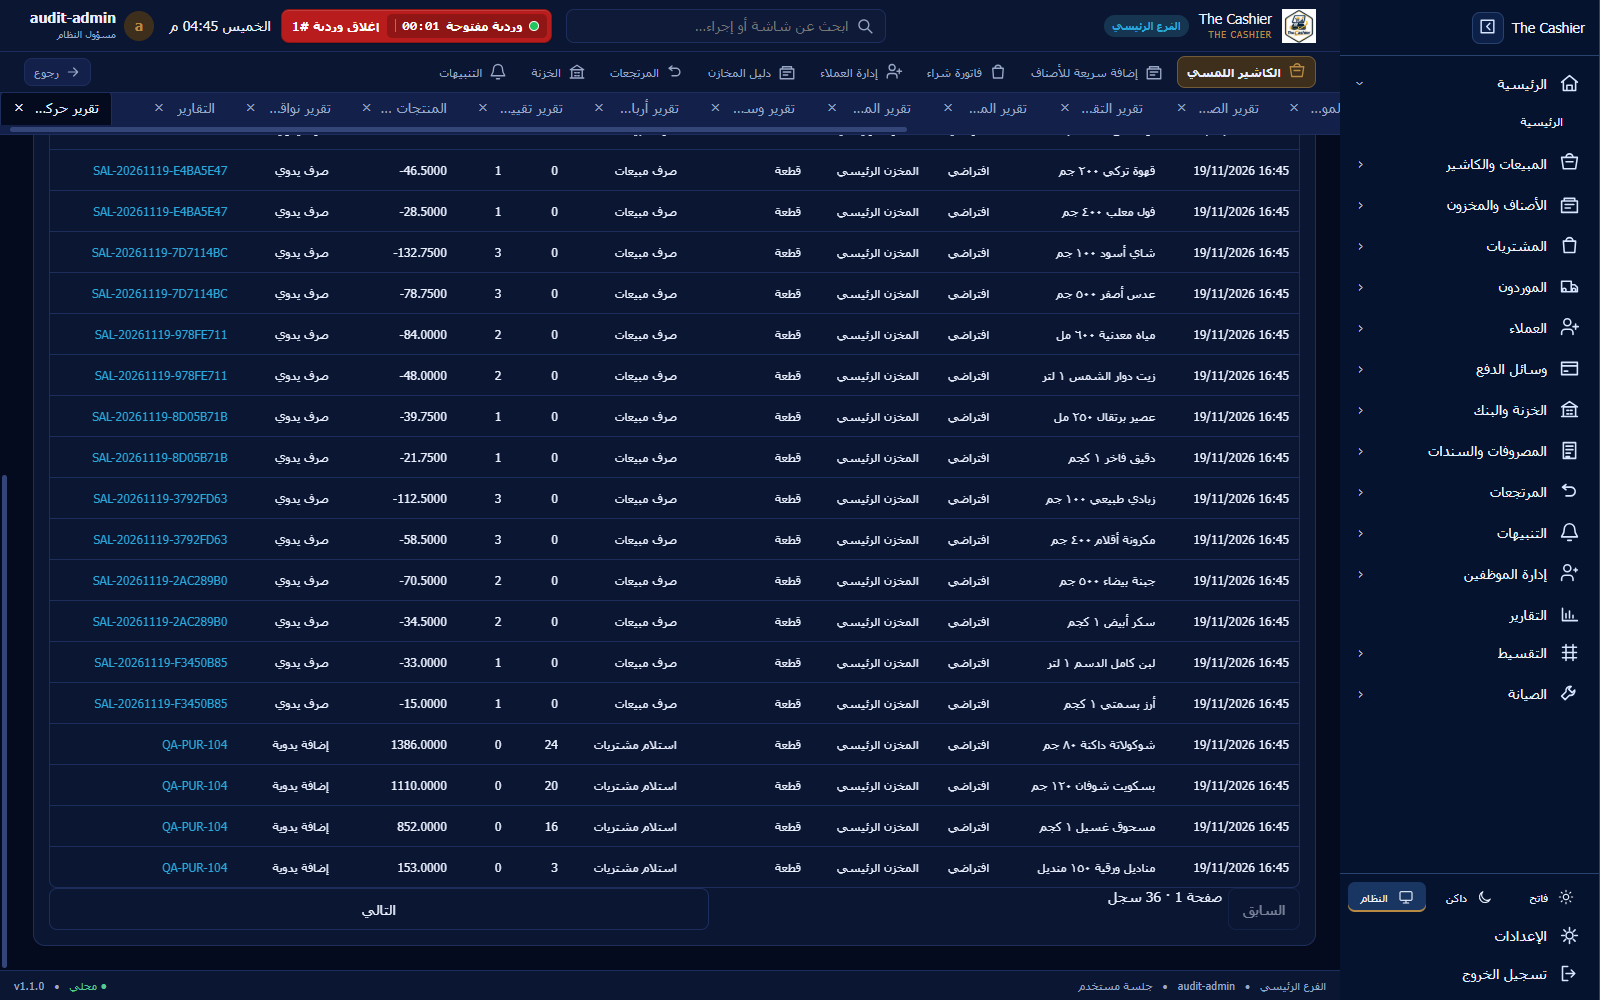 The Cashier
The Cashier
THE CASHIER
الفرع الرئيسي
ابحث عن شاشة أو إجراء...
وردية مفتوحة 00:01
إغلاق وردية #1
الخميس 04:45 م
a
audit-admin
مسؤول النظام
الكاشير اللمسي
إضافة سريعة للأصناف
فاتورة شراء
إدارة العملاء
دليل المخازن
المرتجعات
الخزنة
التنبيهات
رجوع
المو...
تقرير الص...
تقرير التق...
تقرير الم...
تقرير الم...
تقرير وس...
تقرير أربا...
تقرير تقيي...
المنتجات ...
تقرير نواق...
التقارير
تقرير حرك...
الرئيسية
الرئيسية
المبيعات والكاشير
الأصناف والمخزون
المشتريات
الموردون
العملاء
وسائل الدفع
الخزنة والبنك
المصروفات والسندات
المرتجعات
التنبيهات
إدارة الموظفين
التقارير
التقسيط
الصيانة
فاتح
داكن
النظام
الإعدادات
تسجيل الخروج
19/11/2026 16:45 قهوة تركي ٢٠٠ جم افتراضي المخزن الرئيسي قطعة صرف مبيعات 0 1 -46.5000 صرف يدوي SAL-20261119-E4BA5E47
19/11/2026 16:45 فول معلب ٤٠٠ جم افتراضي المخزن الرئيسي قطعة صرف مبيعات 0 1 -28.5000 صرف يدوي SAL-20261119-E4BA5E47
19/11/2026 16:45 شاي أسود ١٠٠ جم افتراضي المخزن الرئيسي قطعة صرف مبيعات 0 3 -132.7500 صرف يدوي SAL-20261119-7D7114BC
19/11/2026 16:45 عدس أصفر ٥٠٠ جم افتراضي المخزن الرئيسي قطعة صرف مبيعات 0 3 -78.7500 صرف يدوي SAL-20261119-7D7114BC
19/11/2026 16:45 مياه معدنية ٦٠٠ مل افتراضي المخزن الرئيسي قطعة صرف مبيعات 0 2 -84.0000 صرف يدوي SAL-20261119-978FE711
19/11/2026 16:45 زيت دوار الشمس ١ لتر افتراضي المخزن الرئيسي قطعة صرف مبيعات 0 2 -48.0000 صرف يدوي SAL-20261119-978FE711
19/11/2026 16:45 عصير برتقال ٢٥٠ مل افتراضي المخزن الرئيسي قطعة صرف مبيعات 0 1 -39.7500 صرف يدوي SAL-20261119-8D05B71B
19/11/2026 16:45 دقيق فاخر ١ كجم افتراضي المخزن الرئيسي قطعة صرف مبيعات 0 1 -21.7500 صرف يدوي SAL-20261119-8D05B71B
19/11/2026 16:45 زبادي طبيعي ١٠٠ جم افتراضي المخزن الرئيسي قطعة صرف مبيعات 0 3 -112.5000 صرف يدوي SAL-20261119-3792FD63
19/11/2026 16:45 مكرونة أقلام ٤٠٠ جم افتراضي المخزن الرئيسي قطعة صرف مبيعات 0 3 -58.5000 صرف يدوي SAL-20261119-3792FD63
19/11/2026 16:45 جبنة بيضاء ٥٠٠ جم افتراضي المخزن الرئيسي قطعة صرف مبيعات 0 2 -70.5000 صرف يدوي SAL-20261119-2AC289B0
19/11/2026 16:45 سكر أبيض ١ كجم افتراضي المخزن الرئيسي قطعة صرف مبيعات 0 2 -34.5000 صرف يدوي SAL-20261119-2AC289B0
19/11/2026 16:45 لبن كامل الدسم ١ لتر افتراضي المخزن الرئيسي قطعة صرف مبيعات 0 1 -33.0000 صرف يدوي SAL-20261119-F3450B85
19/11/2026 16:45 أرز بسمتي ١ كجم افتراضي المخزن الرئيسي قطعة صرف مبيعات 0 1 -15.0000 صرف يدوي SAL-20261119-F3450B85
19/11/2026 16:45 شوكولاتة داكنة ٨٠ جم افتراضي المخزن الرئيسي قطعة استلام مشتريات 24 0 1386.0000 إضافة يدوية QA-PUR-104
19/11/2026 16:45 بسكويت شوفان ١٢٠ جم افتراضي المخزن الرئيسي قطعة استلام مشتريات 20 0 1110.0000 إضافة يدوية QA-PUR-104
19/11/2026 16:45 مسحوق غسيل ١ كجم افتراضي المخزن الرئيسي قطعة استلام مشتريات 16 0 852.0000 إضافة يدوية QA-PUR-104
19/11/2026 16:45 مناديل ورقية ١٥٠ منديل افتراضي المخزن الرئيسي قطعة استلام مشتريات 3 0 153.0000 إضافة يدوية QA-PUR-104
السابق
صفحة 1 · 36 سجل
التالي
الفرع الرئيسي • audit-admin • جلسة مستخدم
محلي • v1.1.0